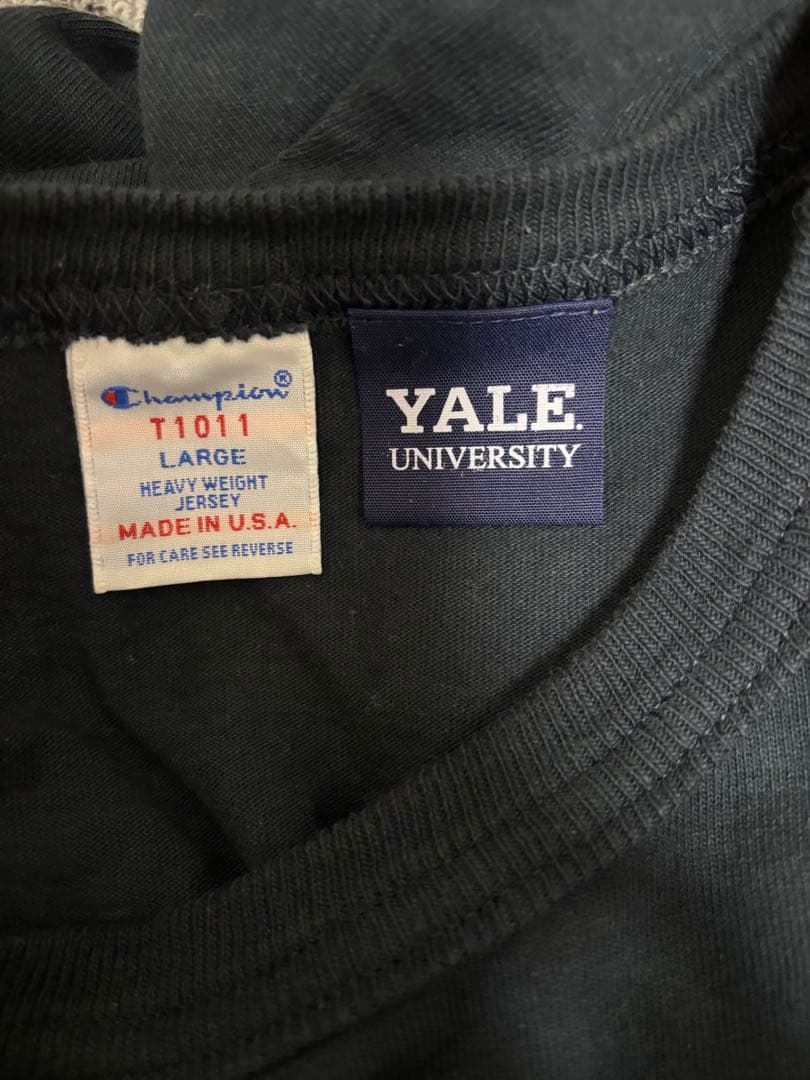 Champion®
T1011
LARGE
HEAVY WEIGHT
JERSEY
MADE IN U.S.A.
FOR CARE SEE REVERSE
YALE.
UNIVERSITY